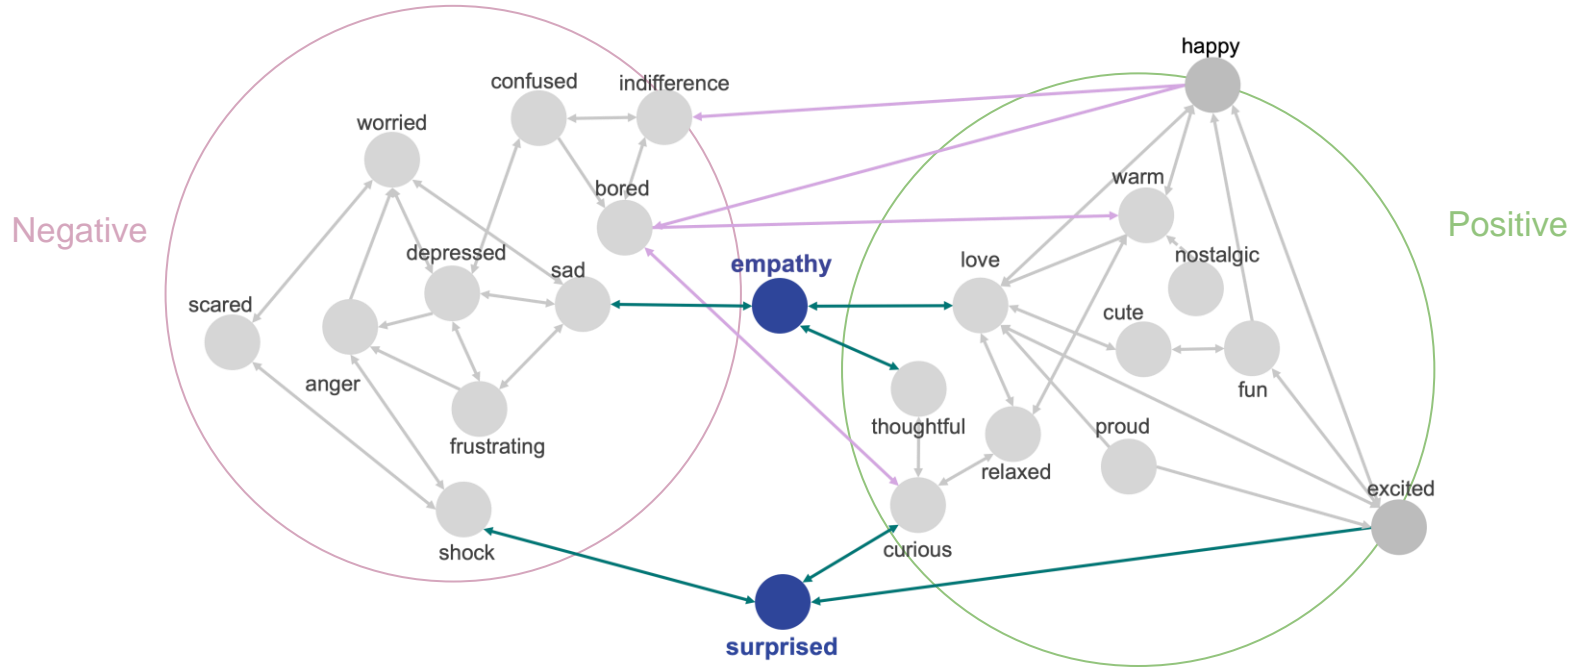 happy
confused
indifference
worried
warm
bored
Negative
Positive
depressed
sad
empathy
love
nostalgic
scared
cute
anger
fun
thoughtful
proud
frustrating
relaxed
excited
shock
curious
surprised